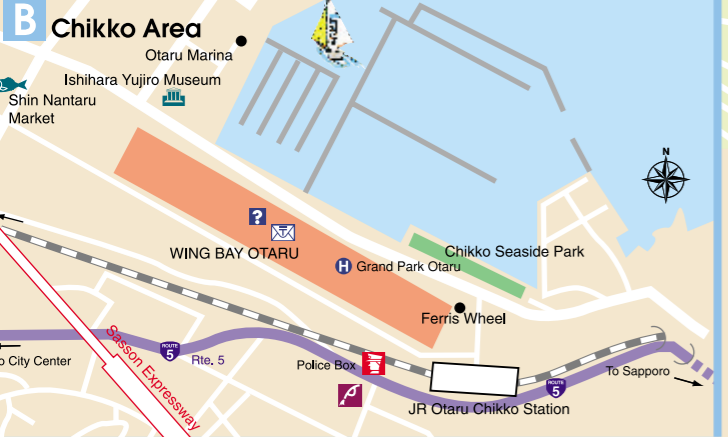 B Chikko Area
Otaru Marina
Ishihara Yujiro Museum
Shin Nantaru
Market
N
?
〒
WING BAY OTARU
H Grand Park Otaru
Chikko Seaside Park
Ferris Wheel
Sasson Expressway
ROUTE
5
Rte. 5
o City Center
Police Box
ROUTE
5
To Sapporo
JR Otaru Chikko Station